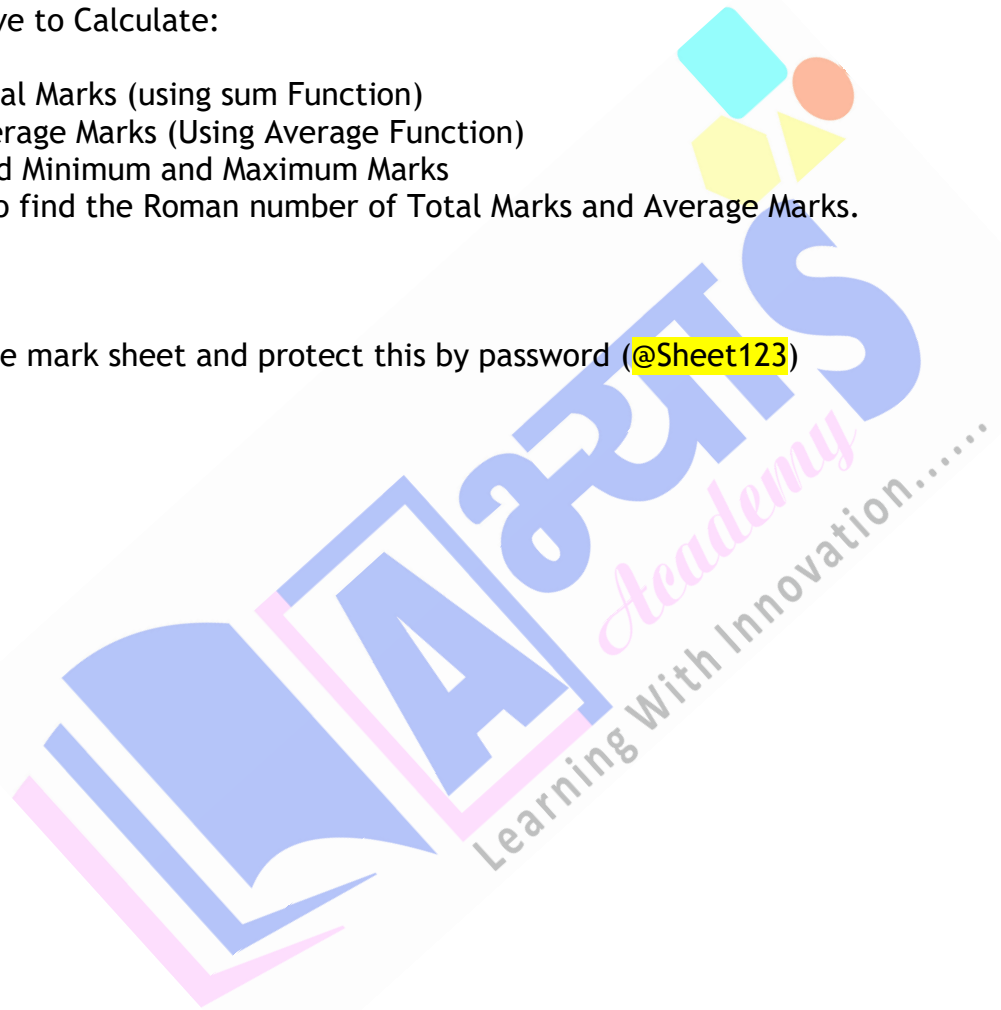 ve to Calculate:
al Marks (using sum Function)
erage Marks (Using Average Function)
d Minimum and Maximum Marks
o find the Roman number of Total Marks and Average Marks.
e mark sheet and protect this by password (@Sheet123)
Aभ्यास
Academy
Learning With Innovation......